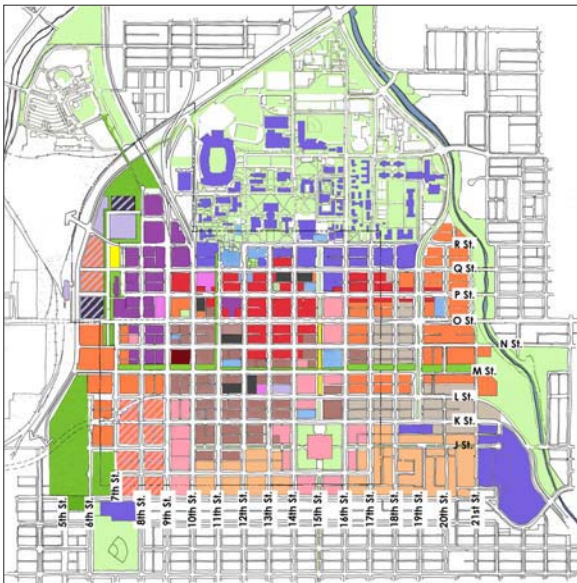 R St.
Q St.
P St.
O St.
N St.
M St.
L St.
K St.
J St.
5th St.
6th St.
7th St.
8th St.
9th St.
10th St.
11th St.
12th St.
13th St.
14th St.
15th St.
16th St.
17th St.
18th St.
19th St.
20th St.
21st St.